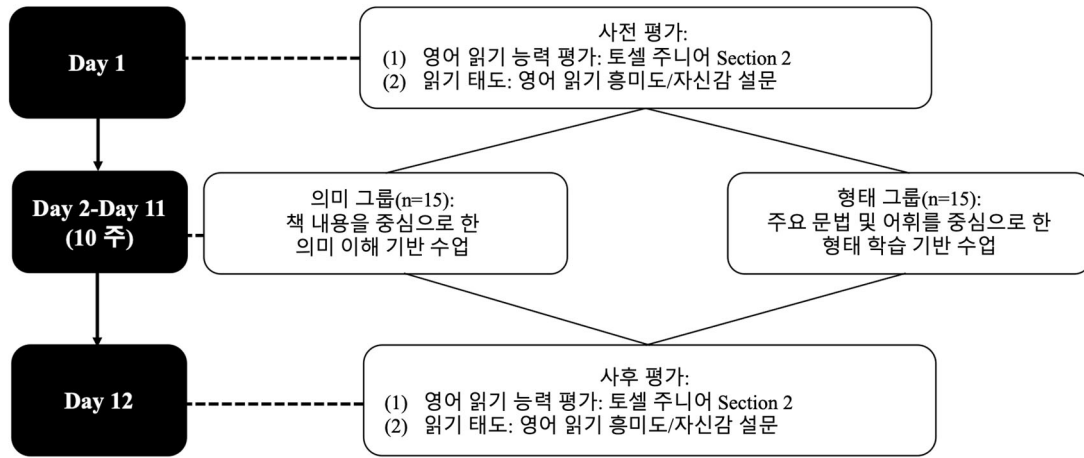 Day 1
사전 평가:
(1) 영어 읽기 능력 평가: 토셀 주니어 Section 2
(2) 읽기 태도: 영어 읽기 흥미도/자신감 설문
Day 2-Day 11
(10 주)
의미 그룹(n=15):
책 내용을 중심으로 한
의미 이해 기반 수업
형태 그룹(n=15):
주요 문법 및 어휘를 중심으로 한
형태 학습 기반 수업
Day 12
사후 평가:
(1) 영어 읽기 능력 평가: 토셀 주니어 Section 2
(2) 읽기 태도: 영어 읽기 흥미도/자신감 설문